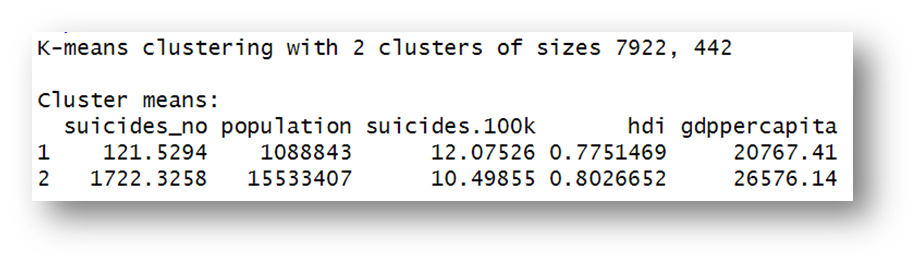 K-means clustering with 2 clusters of sizes 7922, 442
Cluster means:
suicides_no population suicides.100k hdi gdppercapita
1 121.5294 1088843 12.07526 0.7751469 20767.41
2 1722.3258 15533407 10.49855 0.8026652 26576.14